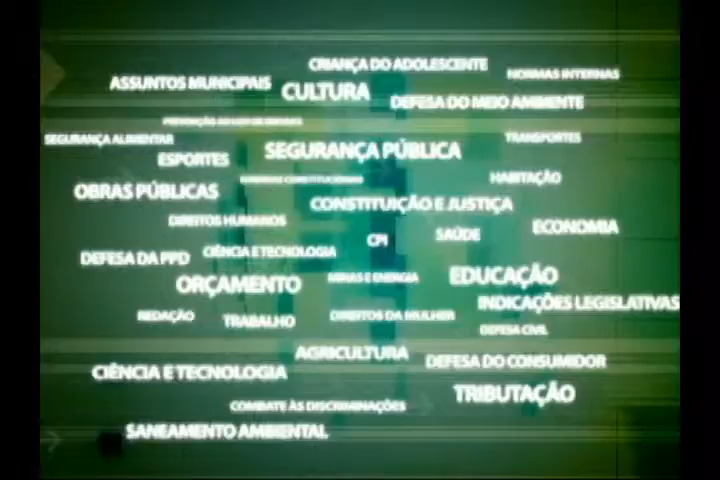 CRIANÇA DO ADOLESCENTE
NORMAS INTERNAS
ASSUNTOS MUNICIPAIS
CULTURA
DEFESA DO MEIO AMBIENTE
SEGURANÇA ALIMENTAR
TRANSPORTES
SEGURANÇA PÚBLICA
ESPORTES
HABITAÇÃO
OBRAS PÚBLICAS
CONSTITUIÇÃO E JUSTIÇA
DIREITOS HUMANOS
ECONOMIA
SAÚDE
CPI
CIÊNCIA E TECNOLOGIA
DEFESA DA PPD
EDUCAÇÃO
MINAS E ENERGIA
ORÇAMENTO
INDICAÇÕES LEGISLATIVAS
REDAÇÃO
TRABALHO
DIREITOS DA MULHER
DEFESA CIVIL
AGRICULTURA
DEFESA DO CONSUMIDOR
CIÊNCIA E TECNOLOGIA
TRIBUTAÇÃO
COMBATE ÀS DISCRIMINAÇÕES
SANEAMENTO AMBIENTAL